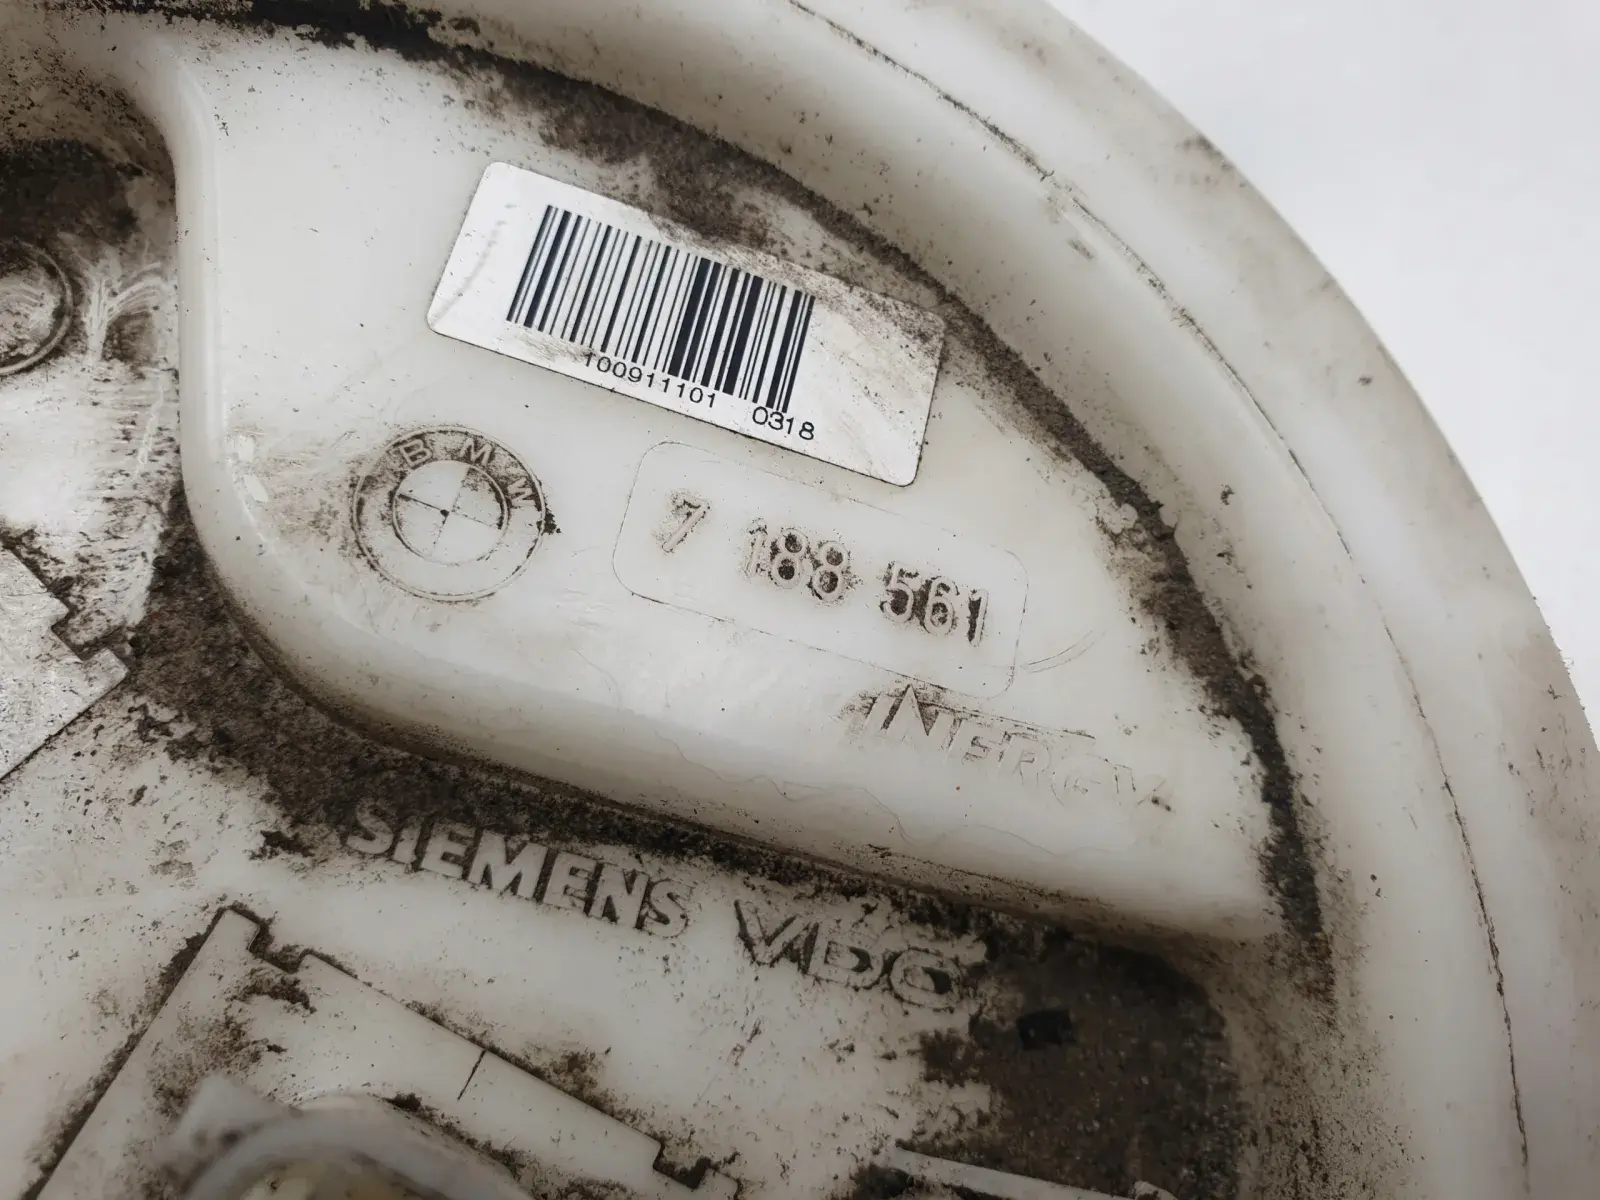 100911101 0318
BMW
7 188 561
INERGY
SIEMENS VDO